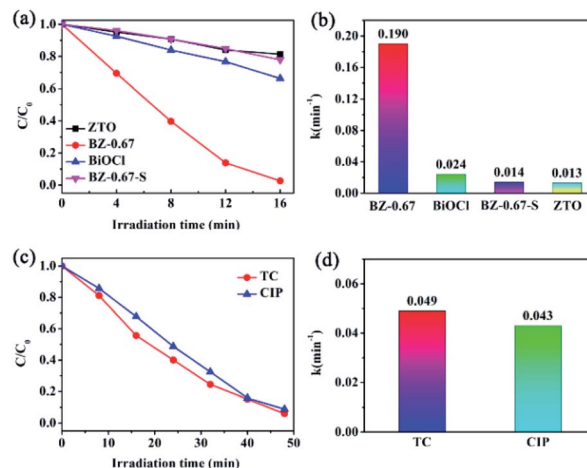 (a)
1.0
0.8
0.6
0.4
0.2
0.0
C/C0
ZTO
BZ-0.67
BiOCl
BZ-0.67-S
0 4 8 12 16
Irradiation time (min)
(b)
0.20
0.16
0.12
0.08
0.04
0.00
k(min-1)
0.190
0.024
0.014
0.013
BZ-0.67 BiOCl BZ-0.67-S ZTO
(c)
1.0
0.8
0.6
0.4
0.2
0.0
C/C0
TC
CIP
0 10 20 30 40 50
Irradiation time (min)
(d)
0.06
0.04
0.02
0.00
k(min-1)
0.049
0.043
TC CIP